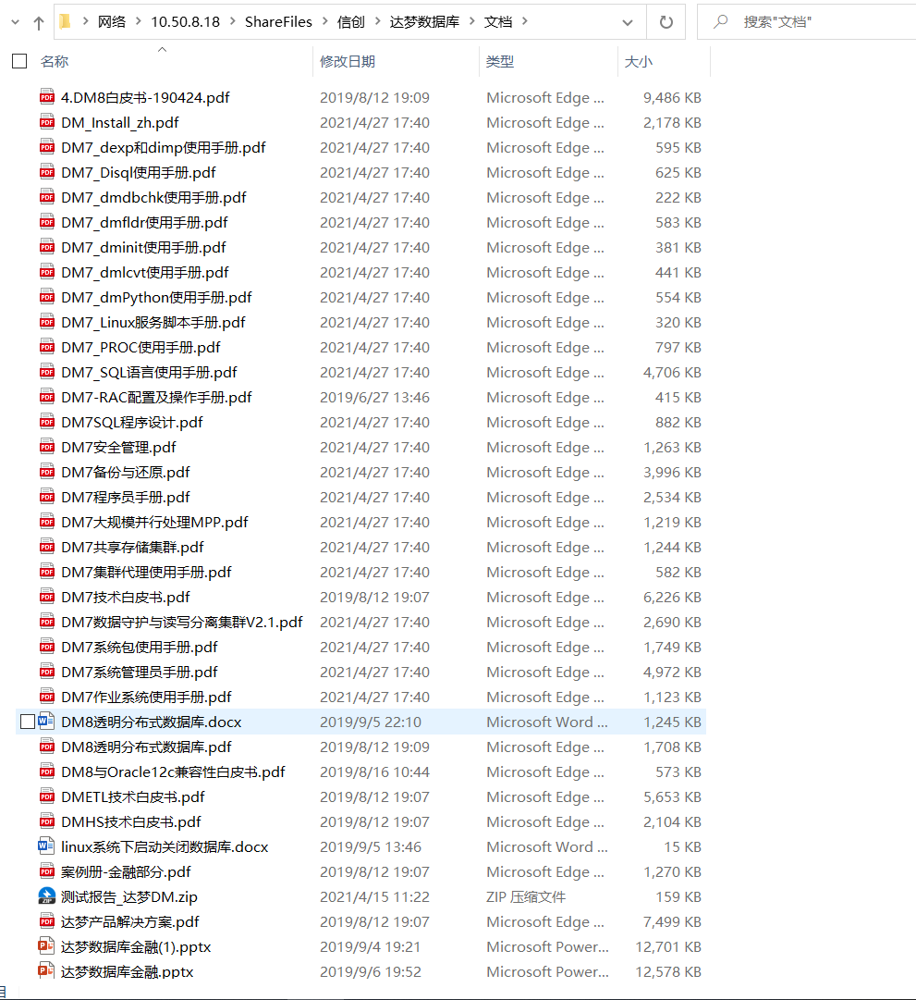 网络 > 10.50.8.18 > ShareFiles > 信创 > 达梦数据库 > 文档 > 搜索"文档"
名称 修改日期 类型 大小
4.DM8白皮书-190424.pdf 2019/8/12 19:09 Microsoft Edge ... 9,486 KB
DM_Install_zh.pdf 2021/4/27 17:40 Microsoft Edge ... 2,178 KB
DM7_dexp和dimp使用手册.pdf 2021/4/27 17:40 Microsoft Edge ... 595 KB
DM7_Disql使用手册.pdf 2021/4/27 17:40 Microsoft Edge ... 625 KB
DM7_dmdbchk使用手册.pdf 2021/4/27 17:40 Microsoft Edge ... 222 KB
DM7_dmfldr使用手册.pdf 2021/4/27 17:40 Microsoft Edge ... 583 KB
DM7_dminit使用手册.pdf 2021/4/27 17:40 Microsoft Edge ... 381 KB
DM7_dmlcvt使用手册.pdf 2021/4/27 17:40 Microsoft Edge ... 441 KB
DM7_dmPython使用手册.pdf 2021/4/27 17:40 Microsoft Edge ... 554 KB
DM7_Linux服务脚本手册.pdf 2021/4/27 17:40 Microsoft Edge ... 320 KB
DM7_PROC使用手册.pdf 2021/4/27 17:40 Microsoft Edge ... 797 KB
DM7_SQL语言使用手册.pdf 2021/4/27 17:40 Microsoft Edge ... 4,706 KB
DM7-RAC配置及操作手册.pdf 2019/6/27 13:46 Microsoft Edge ... 415 KB
DM7SQL程序设计.pdf 2021/4/27 17:40 Microsoft Edge ... 882 KB
DM7安全管理.pdf 2021/4/27 17:40 Microsoft Edge ... 1,263 KB
DM7备份与还原.pdf 2021/4/27 17:40 Microsoft Edge ... 3,996 KB
DM7程序员手册.pdf 2021/4/27 17:40 Microsoft Edge ... 2,534 KB
DM7大规模并行处理MPP.pdf 2021/4/27 17:40 Microsoft Edge ... 1,219 KB
DM7共享存储集群.pdf 2021/4/27 17:40 Microsoft Edge ... 1,244 KB
DM7集群代理使用手册.pdf 2021/4/27 17:40 Microsoft Edge ... 582 KB
DM7技术白皮书.pdf 2019/8/12 19:07 Microsoft Edge ... 6,226 KB
DM7数据守护与读写分离集群V2.1.pdf 2021/4/27 17:40 Microsoft Edge ... 2,690 KB
DM7系统包使用手册.pdf 2021/4/27 17:40 Microsoft Edge ... 1,749 KB
DM7系统管理员手册.pdf 2021/4/27 17:40 Microsoft Edge ... 4,972 KB
DM7作业系统使用手册.pdf 2021/4/27 17:40 Microsoft Edge ... 1,123 KB
DM8透明分布式数据库.docx 2019/9/5 22:10 Microsoft Word ... 1,245 KB
DM8透明分布式数据库.pdf 2019/8/12 19:09 Microsoft Edge ... 1,708 KB
DM8与Oracle12c兼容性白皮书.pdf 2019/8/16 10:44 Microsoft Edge ... 573 KB
DMETL技术白皮书.pdf 2019/8/12 19:07 Microsoft Edge ... 5,653 KB
DMHS技术白皮书.pdf 2019/8/12 19:07 Microsoft Edge ... 2,104 KB
linux系统下启动关闭数据库.docx 2019/9/5 13:46 Microsoft Word ... 15 KB
案例册-金融部分.pdf 2019/8/12 19:07 Microsoft Edge ... 1,270 KB
测试报告_达梦DM.zip 2021/4/15 11:22 ZIP 压缩文件 159 KB
达梦产品解决方案.pdf 2019/8/12 19:07 Microsoft Edge ... 7,499 KB
达梦数据库金融(1).pptx 2019/9/4 19:21 Microsoft Power... 12,701 KB
达梦数据库金融.pptx 2019/9/6 19:52 Microsoft Power... 12,578 KB